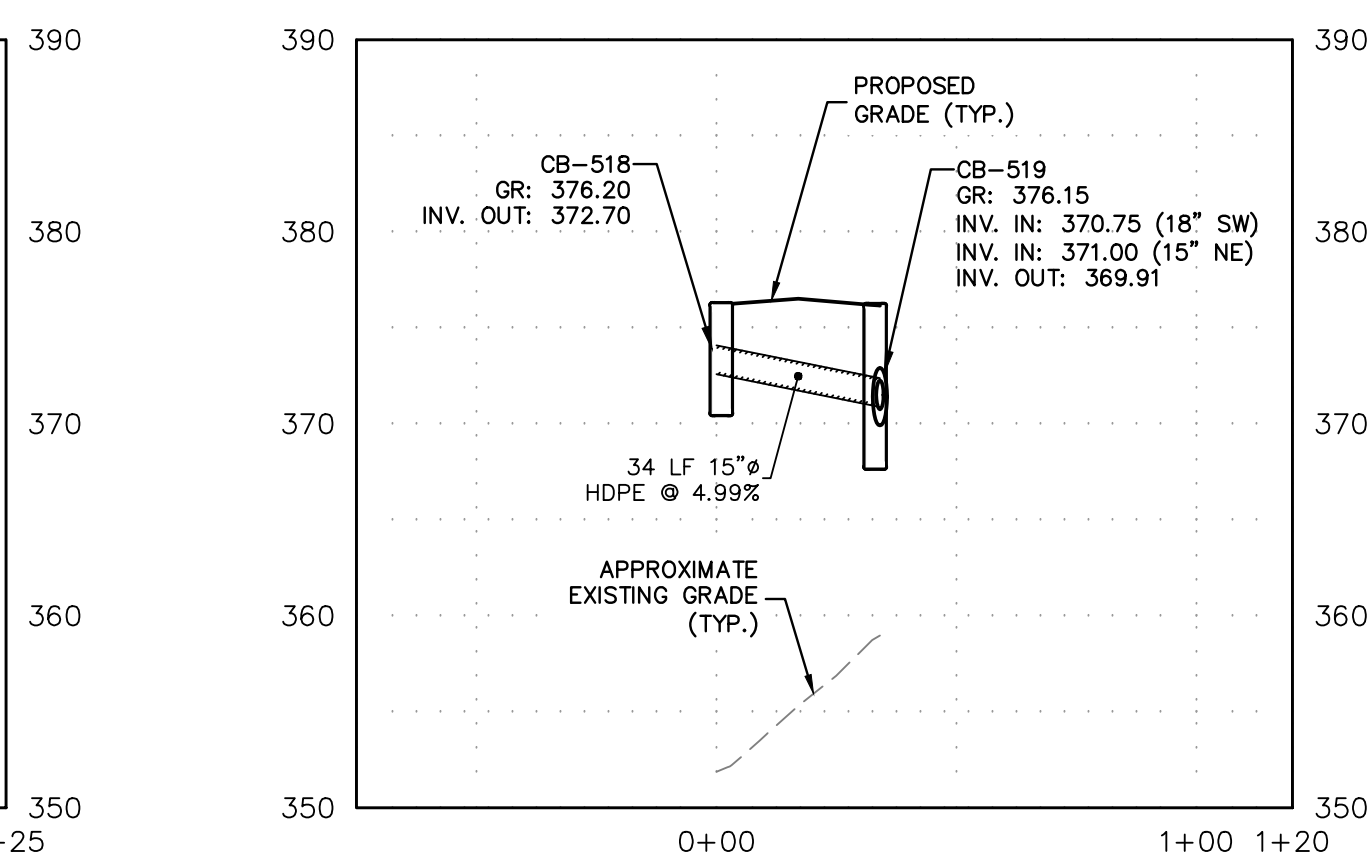 390
390
390
PROPOSED
GRADE (TYP.)
CB-518
GR: 376.20
INV. OUT: 372.70
CB-519
GR: 376.15
INV. IN: 370.75 (18" SW)
INV. IN: 371.00 (15" NE)
INV. OUT: 369.91
380
380
380
370
370
370
34 LF 15"ø
HDPE @ 4.99%
APPROXIMATE
EXISTING GRADE
(TYP.)
360
360
360
350
350
350
-25
0+00
1+00
1+20